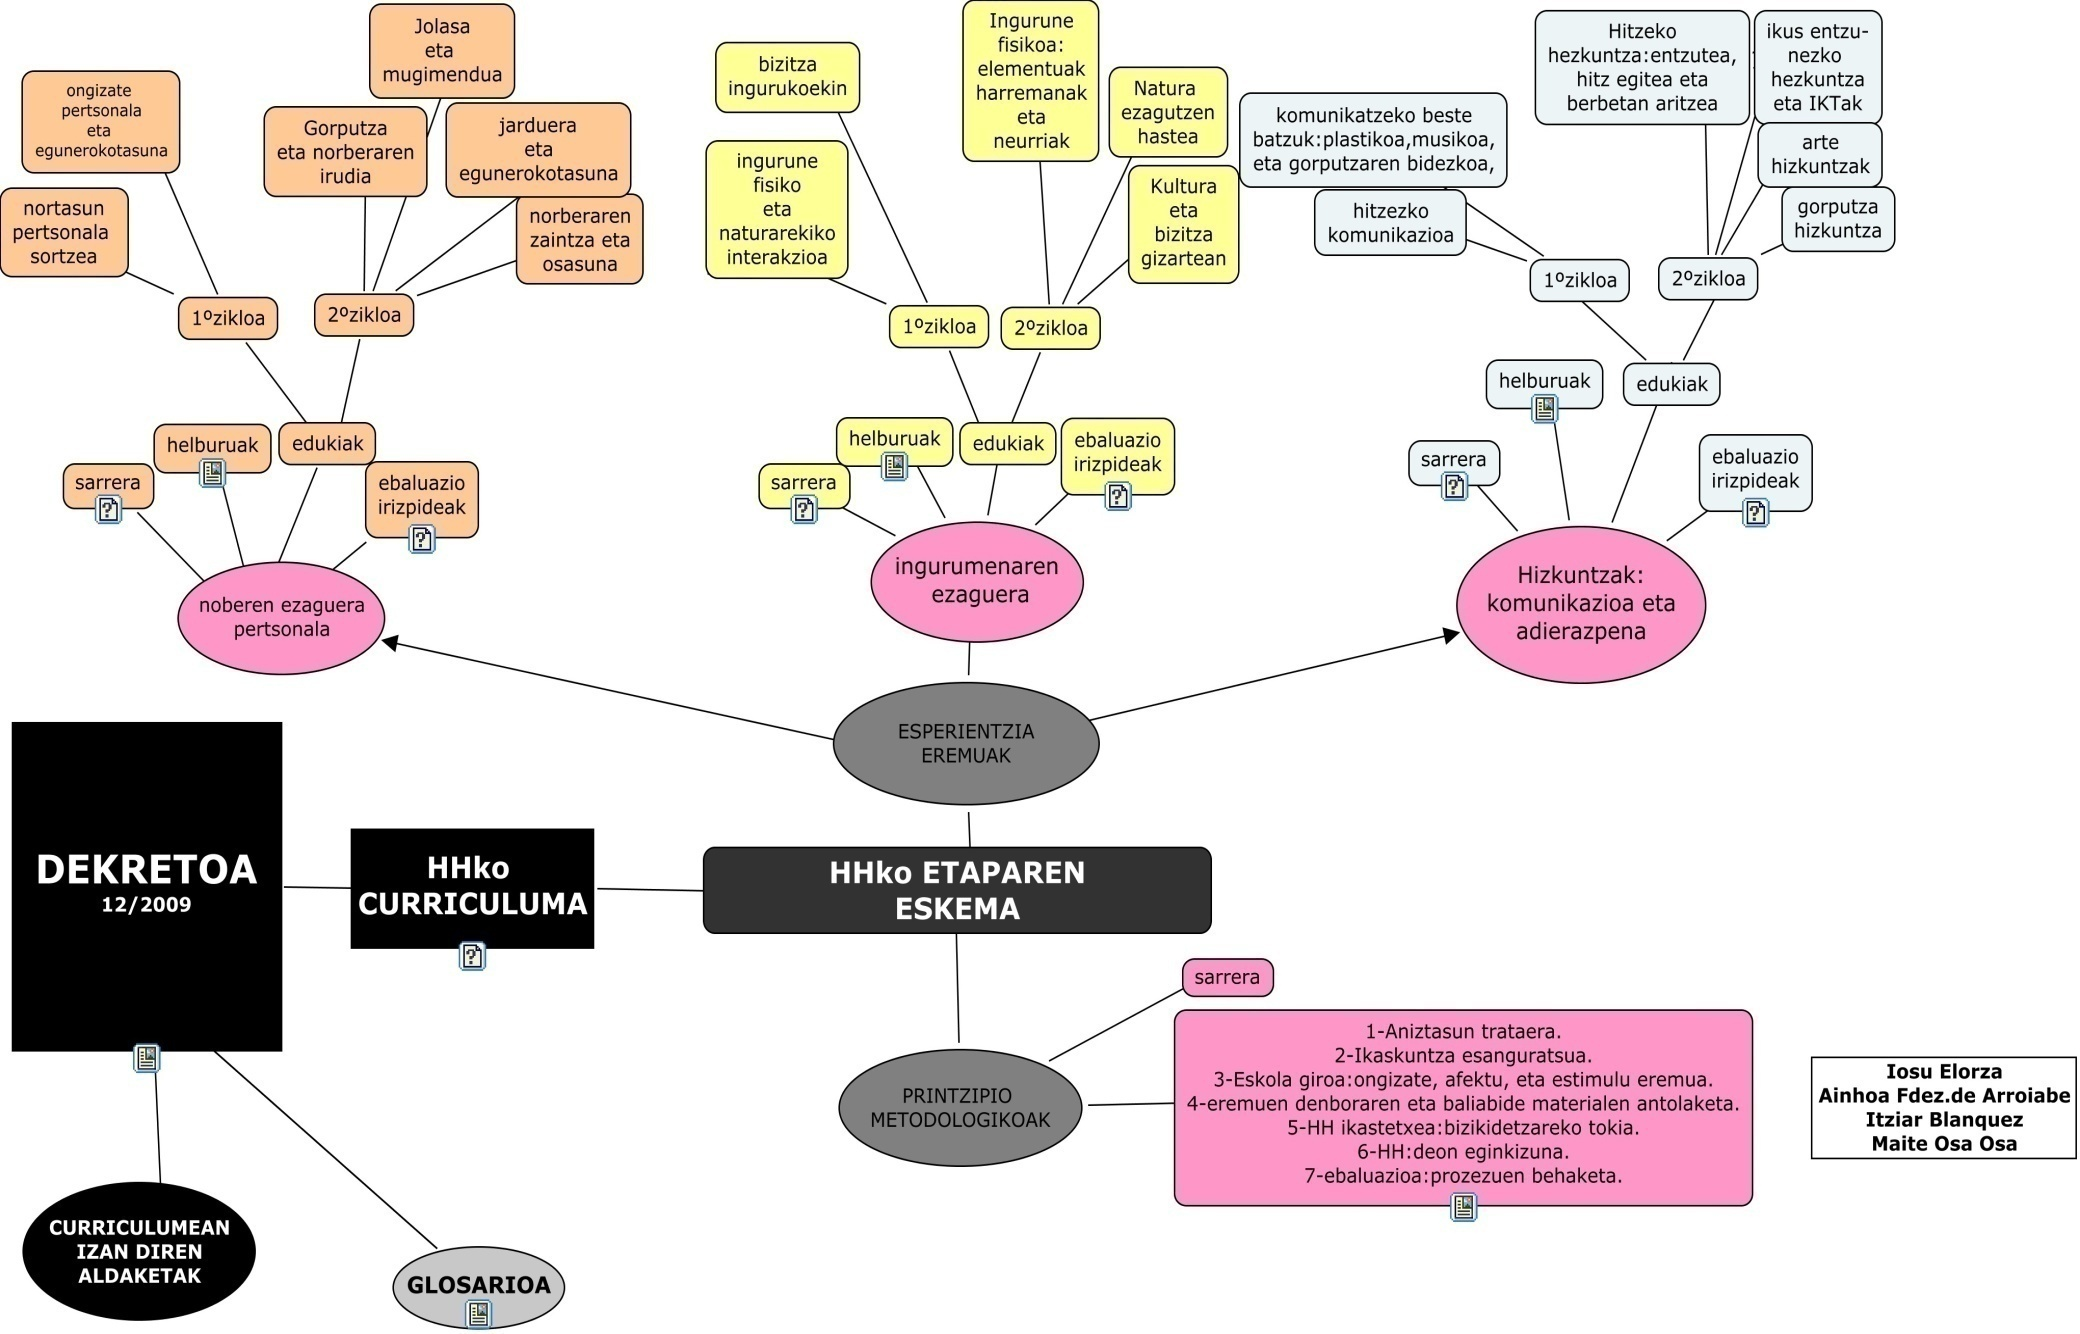 Jolasa
eta
mugimendua
ongizate
pertsonala
eta
egunerokotasuna
Gorputza
eta norberaren
irudia
jarduera
eta
egunerokotasuna
nortasun
pertsonala
sortzea
norberaren
zaintza eta
osasuna
1ºzikloa
2ºzikloa
sarrera
helburuak
edukiak
ebaluazio
irizpideak
noberen ezaguera
pertsonala
bizitza
ingurukoekin
Ingurune
fisikoa:
elementuak
harremanak
eta
neurriak
Natura
ezagutzen
hastea
ingurune
fisiko
eta
naturarekiko
interakzioa
Kultura
eta
bizitza
gizartean
1ºzikloa
2ºzikloa
sarrera
helburuak
edukiak
ebaluazio
irizpideak
ingurumenaren
ezaguera
komunikatzeko beste
batzuk:plastikoa,musikoa,
eta gorputzaren bidezkoa,
hitzezko
komunikazioa
Hitzeko
hezkuntza:entzutea,
hitz egitea eta
berbetan aritzea
ikus entzu-
nezko
hezkuntza
eta IKTak
arte
hizkuntzak
gorputza
hizkuntza
1ºzikloa
2ºzikloa
helburuak
edukiak
sarrera
ebaluazio
irizpideak
Hizkuntzak:
komunikazioa eta
adierazpena
ESPERIENTZIA
EREMUAK
DEKRETOA
12/2009
HHko
CURRICULUMA
HHko ETAPAREN
ESKEMA
sarrera
PRINTZIPIO
METODOLOGIKOAK
1-Aniztasun trataera.
2-Ikaskuntza esanguratsua.
3-Eskola giroa:ongizate, afektu, eta estimulu eremua.
4-eremuen denboraren eta baliabide materialen antolaketa.
5-HH ikastetxea:bizikidetzareko tokia.
6-HH:deon eginkizuna.
7-ebaluazioa:prozezuen behaketa.
Iosu Elorza
Ainhoa Fdez.de Arroiabe
Itziar Blanquez
Maite Osa Osa
CURRICULUMEAN
IZAN DIREN
ALDAKETAK
GLOSARIOA